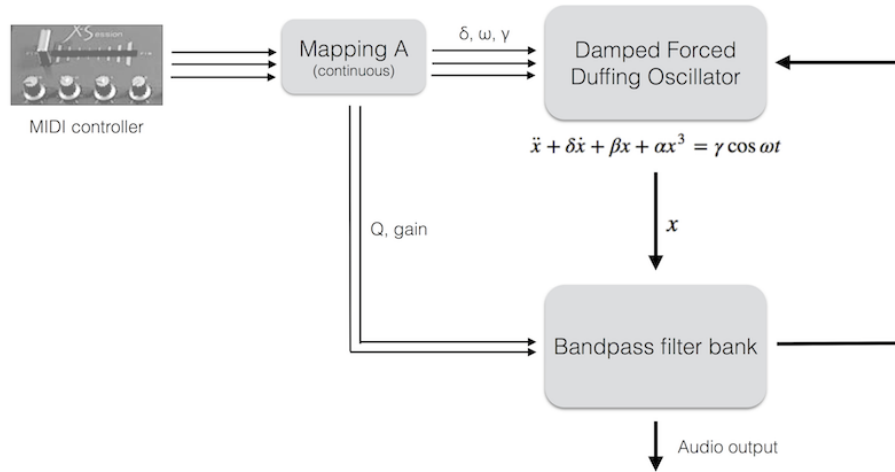 X-Session
MIDI controller
Mapping A
(continuous)
δ, ω, γ
Damped Forced
Duffing Oscillator
ẍ + δẋ + βx + αx³ = γ cos ωt
Q, gain
x
Bandpass filter bank
Audio output